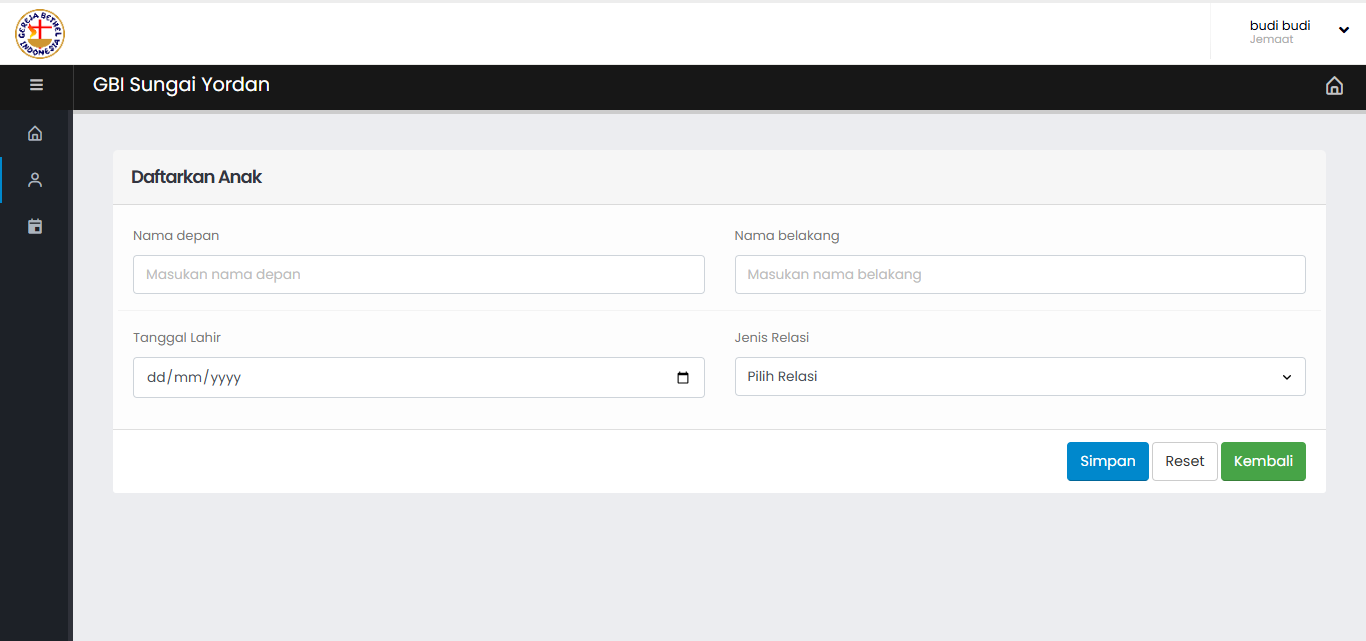 GEREJA BETHEL INDONESIA
budi budi
Jemaat
GBI Sungai Yordan
Daftarkan Anak
Nama depan
Nama belakang
Masukan nama depan
Masukan nama belakang
Tanggal Lahir
Jenis Relasi
dd/mm/yyyy
Pilih Relasi
Simpan
Reset
Kembali